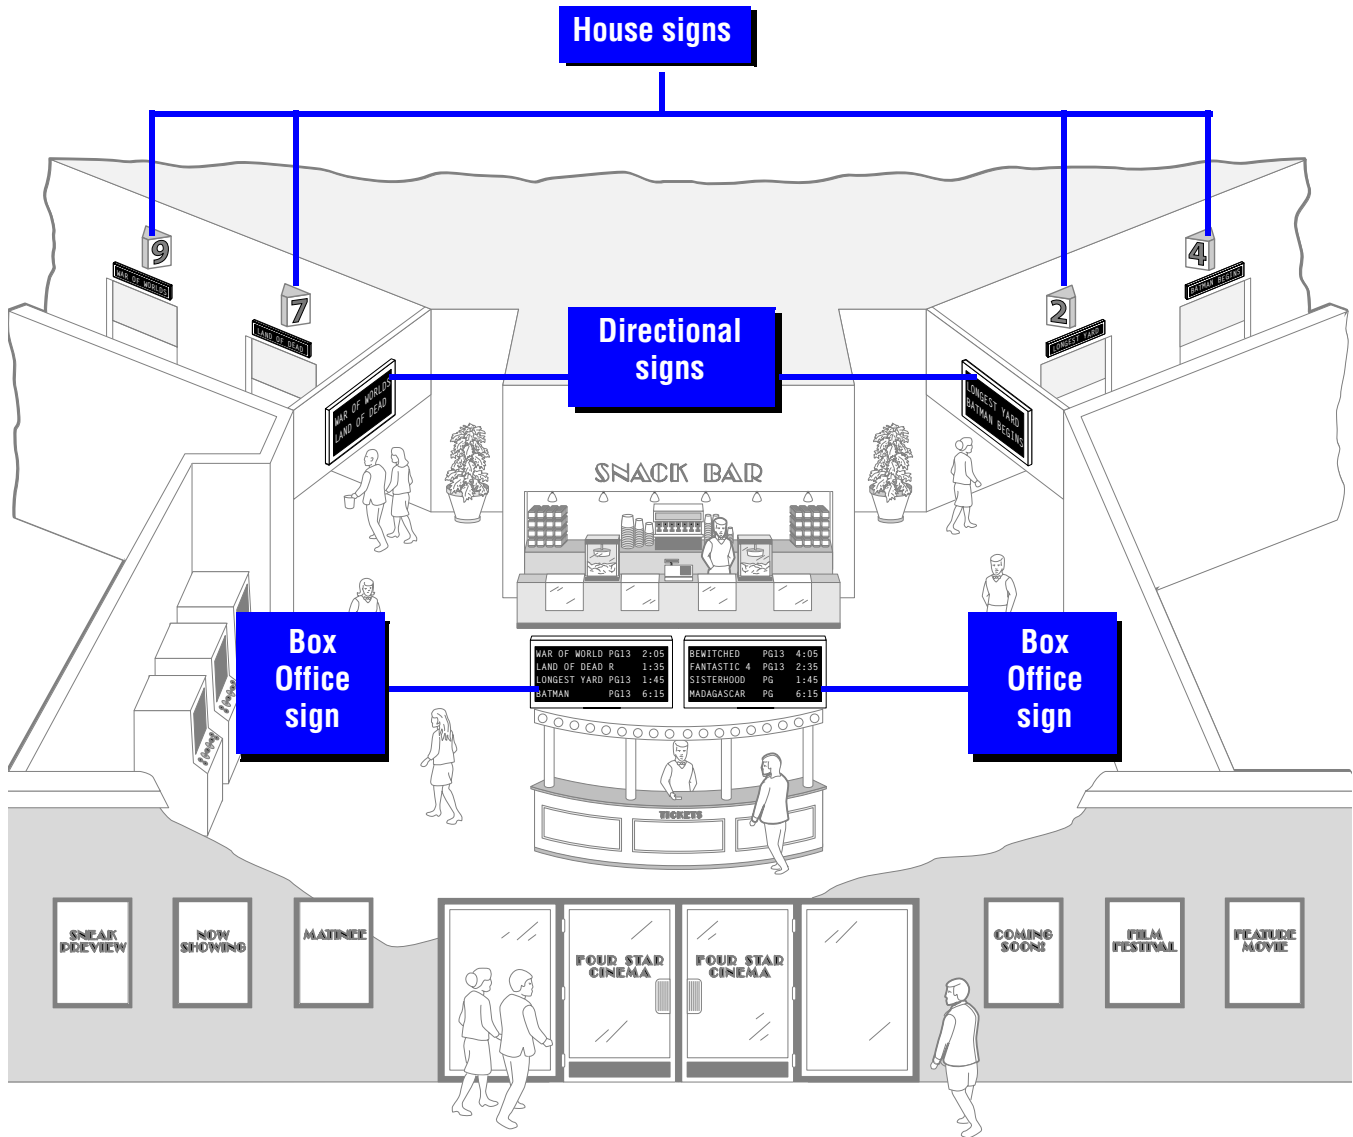 House signs
9
4
7
2
WAR OF WORLDS
BATMAN BEGINS
LAND OF DEAD
LONGEST YARD
Directional
signs
WAR OF WORLDS
LAND OF DEAD
LONGEST YARD
BATMAN BEGINS
SNACK BAR
Box
Office
sign
WAR OF WORLD PG13 2:05
LAND OF DEAD R 1:35
LONGEST YARD PG13 1:45
BATMAN PG13 6:15
BEWITCHED PG13 4:05
FANTASTIC 4 PG13 2:35
SISTERHOOD PG 1:45
MADAGASCAR PG 6:15
Box
Office
sign
TICKETS
SNEAK
PREVIEW
NOW
SHOWING
MATINEE
FOUR STAR
CINEMA
FOUR STAR
CINEMA
COMING
SOON!
FILM
FESTIVAL
FEATURE
MOVIE